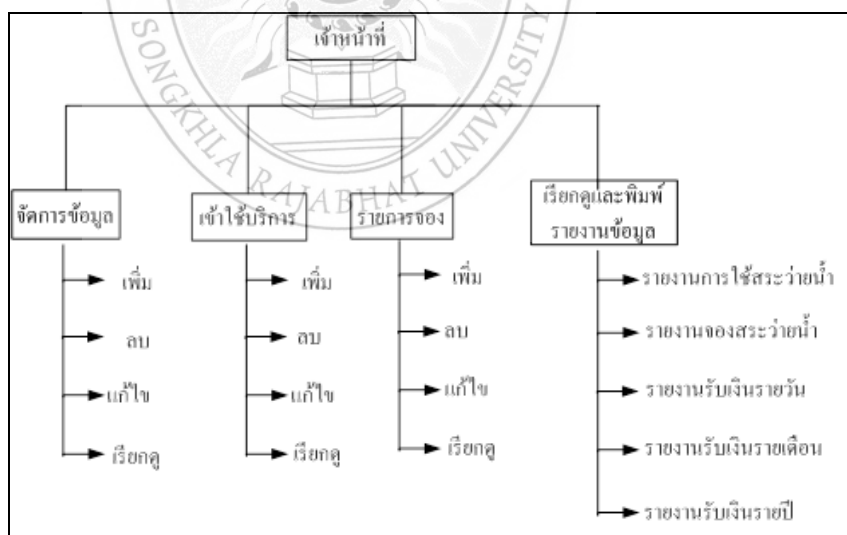 เจ้าหน้าที่
SONGKHLA RAJABHAT UNIVERSITY
จัดการข้อมูล
เพิ่ม
ลบ
แก้ไข
เรียกดู
เข้าใช้บริการ
เพิ่ม
ลบ
แก้ไข
เรียกดู
รายการจอง
เพิ่ม
ลบ
แก้ไข
เรียกดู
เรียกดูและพิมพ์
รายงานข้อมูล
รายงานการใช้สระว่ายน้ำ
รายงานจองสระว่ายน้ำ
รายงานรับเงินรายวัน
รายงานรับเงินรายเดือน
รายงานรับเงินรายปี